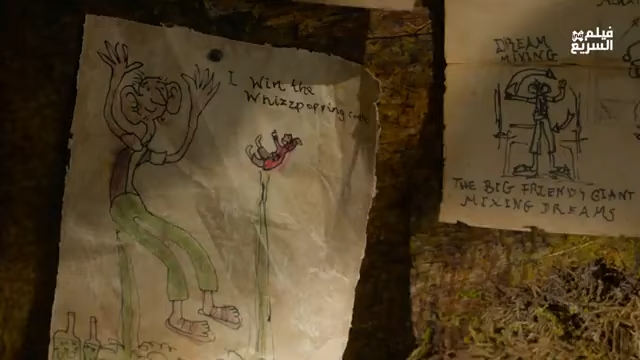 I win the
Whizzpopping
DREAM
MIXING
THE BIG FRIENDLY GIANT
MIXING DREAMS
فيلم
السريع